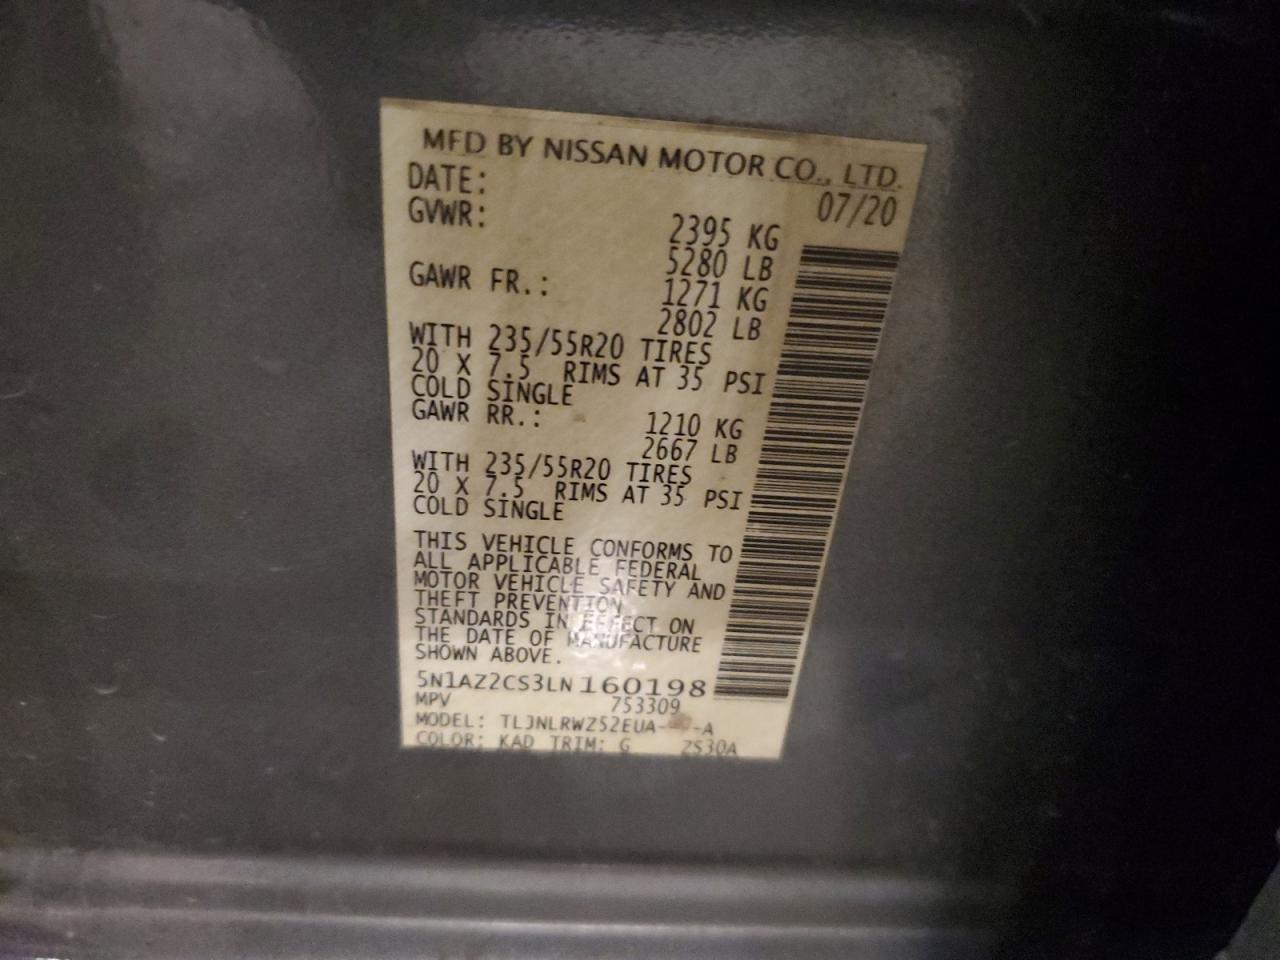 MFD BY NISSAN MOTOR CO., LTD.
DATE: 07/20
GVWR: 2395 KG
5280 LB
GAWR FR.: 1271 KG
2802 LB
WITH 235/55R20 TIRES
20 X 7.5 RIMS AT 35 PSI
COLD SINGLE
GAWR RR.: 1210 KG
2667 LB
WITH 235/55R20 TIRES
20 X 7.5 RIMS AT 35 PSI
COLD SINGLE
THIS VEHICLE CONFORMS TO
ALL APPLICABLE FEDERAL
MOTOR VEHICLE SAFETY AND
THEFT PREVENTION
STANDARDS IN EFFECT ON
THE DATE OF MANUFACTURE
SHOWN ABOVE.
5N1AZ2CS3LN160198
MPV 753309
MODEL: TLJNLRWZ52EUA- -A
COLOR: KAD TRIM: G ZS30A